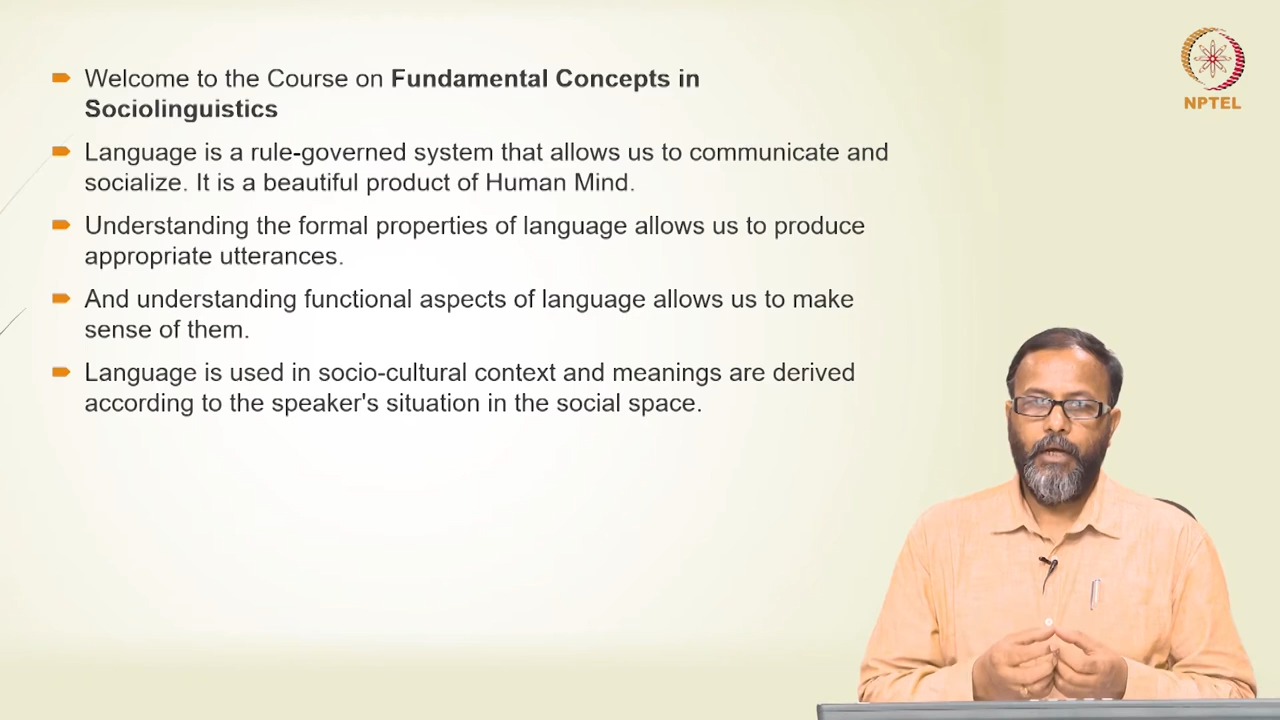 Welcome to the Course on Fundamental Concepts in
Sociolinguistics
Language is a rule-governed system that allows us to communicate and
socialize. It is a beautiful product of Human Mind.
Understanding the formal properties of language allows us to produce
appropriate utterances.
And understanding functional aspects of language allows us to make
sense of them.
Language is used in socio-cultural context and meanings are derived
according to the speaker's situation in the social space.
NPTEL